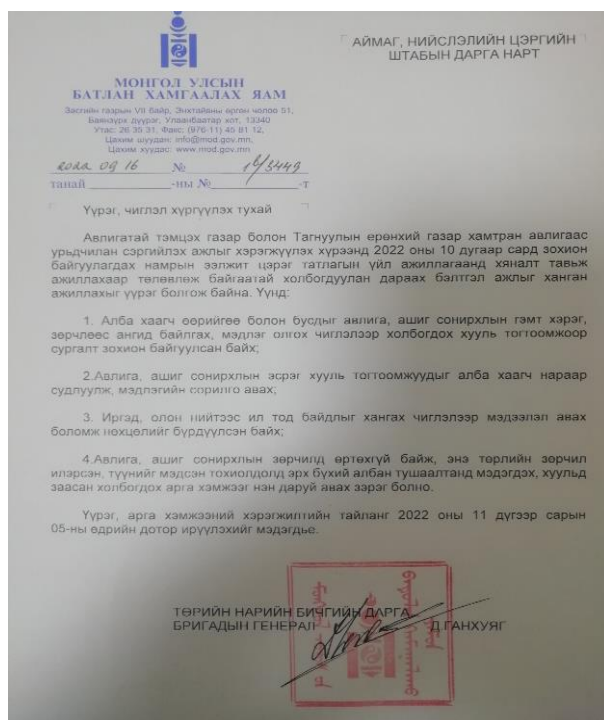 МОНГОЛ УЛСЫН
БАТЛАН ХАМГААЛАХ ЯАМ
Засгийн газрын VII байр, Энхтайваны өргөн чөлөө 51,
Баянзүрх дүүрэг, Улаанбаатар хот, 13340
Утас: 26 35 31, Факс: (976-11) 45 81 12,
Цахим шуудан: info@mod.gov.mn,
Цахим хуудас: www.mod.gov.mn
2022 09 16 № 1б/3449
танай -ны № -т
АЙМАГ, НИЙСЛЭЛИЙН ЦЭРГИЙН
ШТАБЫН ДАРГА НАРТ
Үүрэг, чиглэл хүргүүлэх тухай
Авлигатай тэмцэх газар болон Тагнуулын ерөнхий газар хамтран авлигаас
урьдчилан сэргийлэх ажлыг хэрэгжүүлэх хүрээнд 2022 оны 10 дугаар сард зохион
байгуулагдах намрын ээлжит цэрэг татлагын үйл ажиллагаанд хяналт тавьж
ажиллахаар төлөвлөж байгаатай холбогдуулан дараах бэлтгэл ажлыг ханган
ажиллахыг үүрэг болгож байна. Үүнд:
1. Алба хаагч өөрийгөө болон бусдыг авлига, ашиг сонирхлын гэмт хэрэг,
зөрчлөөс ангид байлгах, мэдлэг олгох чиглэлээр холбогдох хууль тогтоомжоор
сургалт зохион байгуулсан байх;
2.Авлига, ашиг сонирхлын эсрэг хууль тогтоомжуудыг алба хаагч нараар
судлуулж, мэдлэгийн сорилго авах;
3. Иргэд, олон нийтээс ил тод байдлыг хангах чиглэлээр мэдээлэл авах
боломж нөхцөлийг бүрдүүлсэн байх;
4.Авлига, ашиг сонирхлын зөрчилд өртөхгүй байж, энэ төрлийн зөрчил
илэрсэн, түүнийг мэдсэн тохиолдолд эрх бүхий албан тушаалтанд мэдэгдэх, хуульд
заасан холбогдох арга хэмжээг нэн даруй авах зэрэг болно.
Үүрэг, арга хэмжээний хэрэгжилтийн тайланг 2022 оны 11 дүгээр сарын
05-ны өдрийн дотор ирүүлэхийг мэдэгдье.
ТӨРИЙН НАРИЙН БИЧГИЙН ДАРГА
БРИГАДЫН ГЕНЕРАЛ Д.ГАНХУЯГ